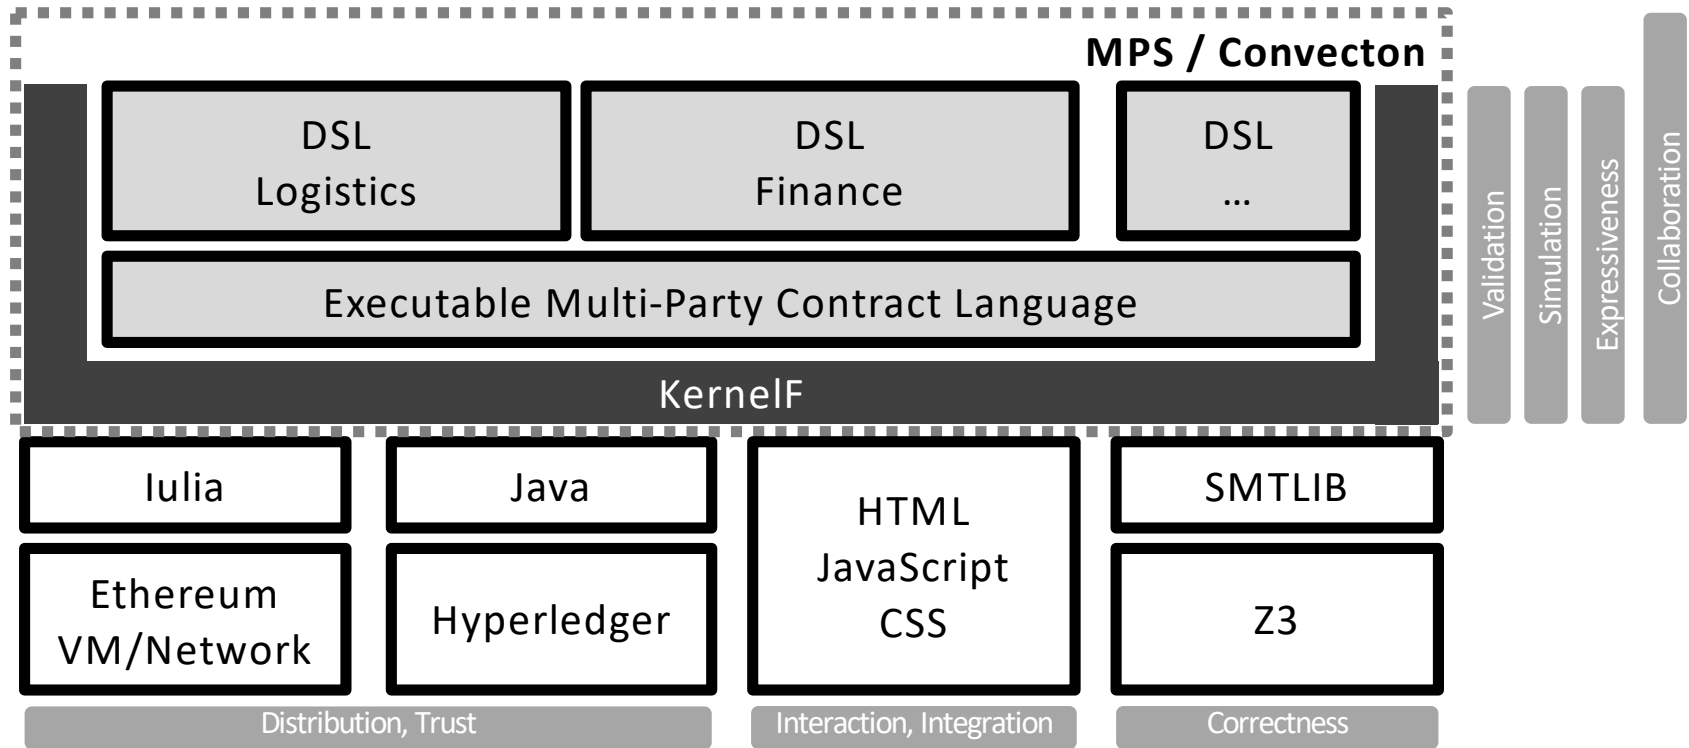 MPS / Convecton
DSL
Logistics
DSL
Finance
DSL
...
Executable Multi-Party Contract Language
KernelF
Validation
Simulation
Expressiveness
Collaboration
Iulia
Java
HTML
JavaScript
CSS
SMTLIB
Ethereum
VM/Network
Hyperledger
Z3
Distribution, Trust
Interaction, Integration
Correctness